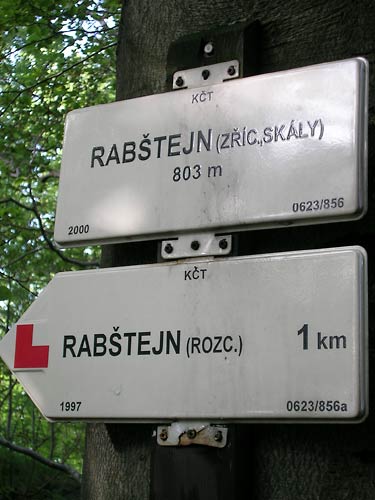 KČT
RABŠTEJN (ZŘÍC., SKÁLY)
803 m
2000 0623/856
KČT
RABŠTEJN (ROZC.) 1 km
1997 0623/856a